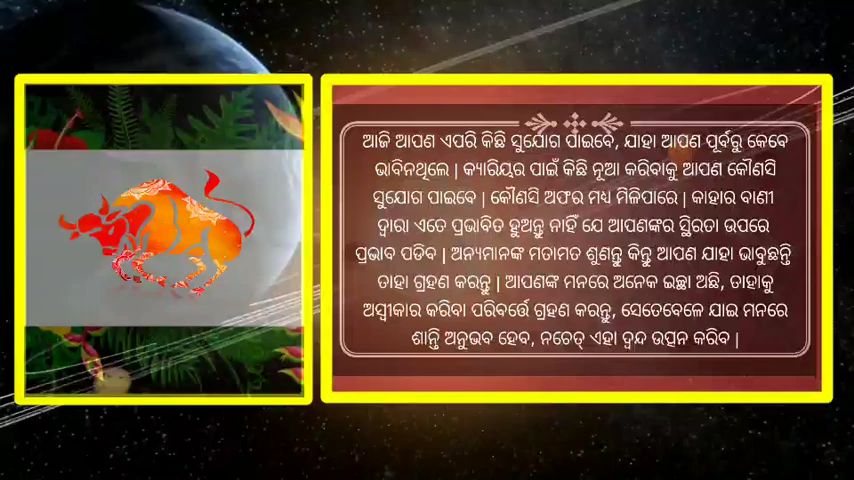 ଆଜି ଆପଣ ଏପରି କିଛି ସୁଯୋଗ ପାଇବେ, ଯାହା ଆପଣ ପୂର୍ବରୁ କେବେ
ଭାବିନଥିଲେ | କ୍ୟାରିୟର ପାଇଁ କିଛି ନୂଆ କରିବାକୁ ଆପଣ କୌଣସି
ସୁଯୋଗ ପାଇବେ | କୌଣସି ଅଫର ମଧ୍ୟ ମିଳିପାରେ | କାହାର ବାଣୀ
ଦ୍ୱାରା ଏତେ ପ୍ରଭାବିତ ହୁଅନ୍ତୁ ନାହିଁ ଯେ ଆପଣଙ୍କର ସ୍ଥିରତା ଉପରେ
ପ୍ରଭାବ ପଡିବ | ଅନ୍ୟମାନଙ୍କ ମତାମତ ଶୁଣନ୍ତୁ କିନ୍ତୁ ଆପଣ ଯାହା ଭାବୁଛନ୍ତି
ତାହା ଗ୍ରହଣ କରନ୍ତୁ | ଆପଣଙ୍କ ମନରେ ଅନେକ ଇଚ୍ଛା ଅଛି, ତାହାକୁ
ଅସ୍ୱୀକାର କରିବା ପରିବର୍ତ୍ତେ ଗ୍ରହଣ କରନ୍ତୁ, ସେତେବେଳେ ଯାଇ ମନରେ
ଶାନ୍ତି ଅନୁଭବ ହେବ, ନଚେତ୍ ଏହା ଦ୍ୱନ୍ଦ ଉତ୍ପନ କରିବ |